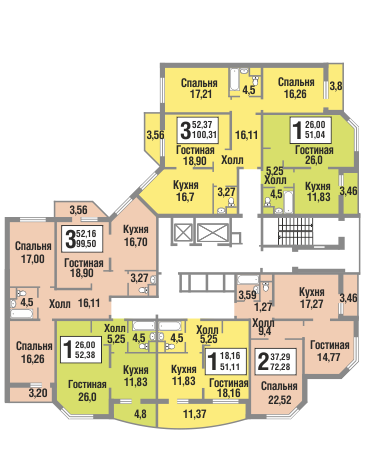 Спальня
17,21
4,5
Спальня
16,26
3,8
3,56
3 52,37
100,31
Гостиная
18,90
16,11
Холл
1 26,00
51,04
Гостиная
26,0
5,25
Холл
4,5
Кухня
11,83
3,46
Кухня
16,7
3,27
3,56
3 52,16
99,50
Гостиная
18,90
Кухня
16,70
Спальня
17,00
3,27
4,5
Холл
16,11
3,59
1,27
Кухня
17,27
3,46
Холл
9,4
Гостиная
14,77
Спальня
16,26
3,20
1 26,00
52,38
Гостиная
26,0
Холл
5,25
4,5
Кухня
11,83
4,8
4,5
Холл
5,25
Кухня
11,83
1 18,16
51,11
Гостиная
18,16
11,37
2 37,29
72,28
Спальня
22,52